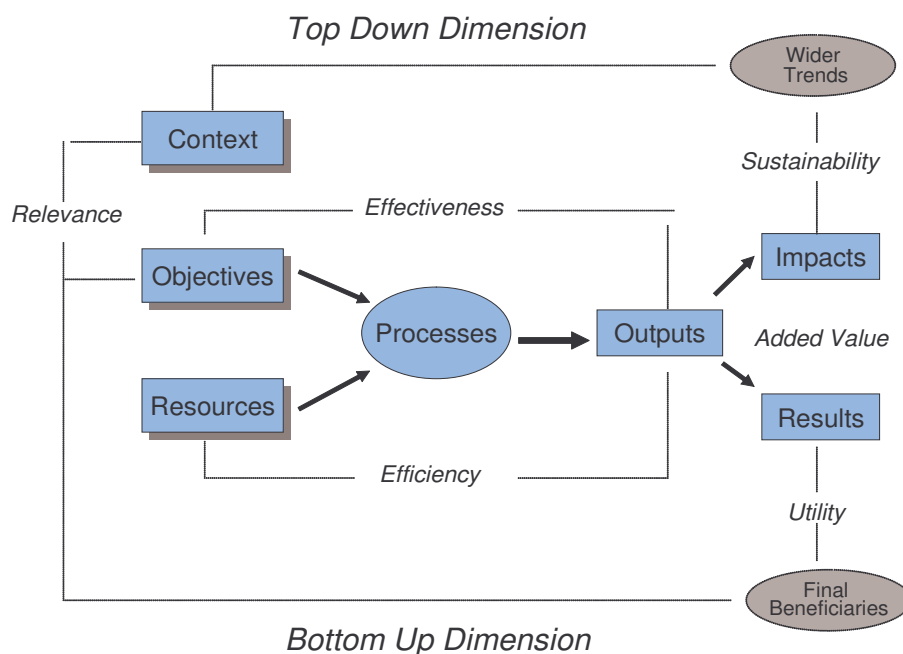 Top Down Dimension
Wider
Trends
Context
Sustainability
Relevance
Effectiveness
Objectives
Impacts
Processes
Outputs
Added Value
Resources
Results
Efficiency
Utility
Final
Beneficiaries
Bottom Up Dimension